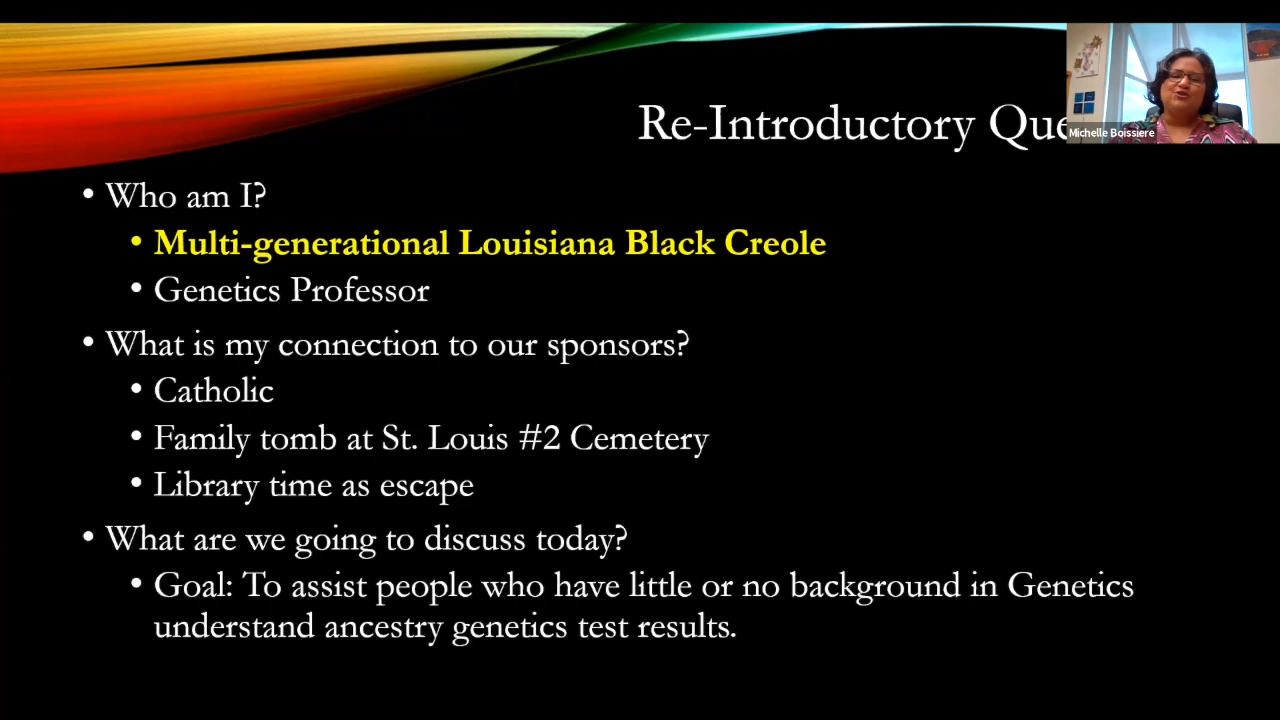 Re-Introductory Que
Michelle Boissiere
• Who am I?
• Multi-generational Louisiana Black Creole
• Genetics Professor
• What is my connection to our sponsors?
• Catholic
• Family tomb at St. Louis #2 Cemetery
• Library time as escape
• What are we going to discuss today?
• Goal: To assist people who have little or no background in Genetics
understand ancestry genetics test results.